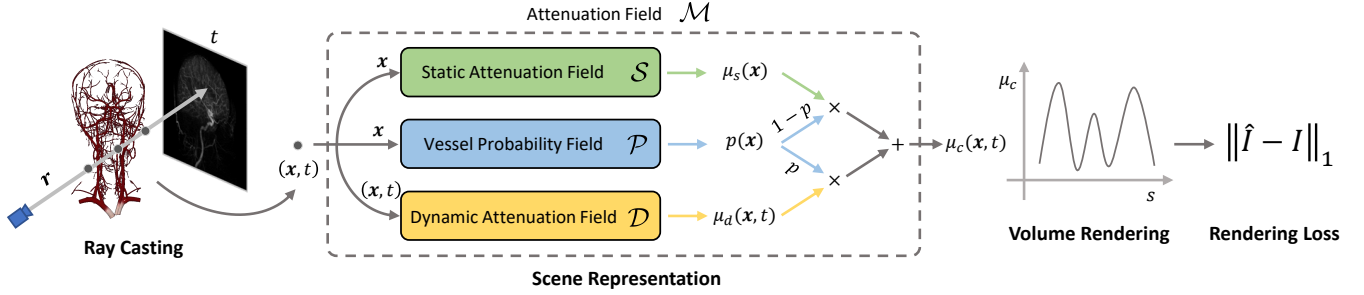 Attenuation Field 𝓜
t
r
(x, t)
Ray Casting
x
Static Attenuation Field 𝒮
μ_s(x)
1 − p
×
x
Vessel Probability Field 𝒫
p(x)
p
+
μ_c(x, t)
(x, t)
Dynamic Attenuation Field 𝒟
μ_d(x, t)
×
Scene Representation
μ_c
s
Volume Rendering
‖Î − I‖₁
Rendering Loss